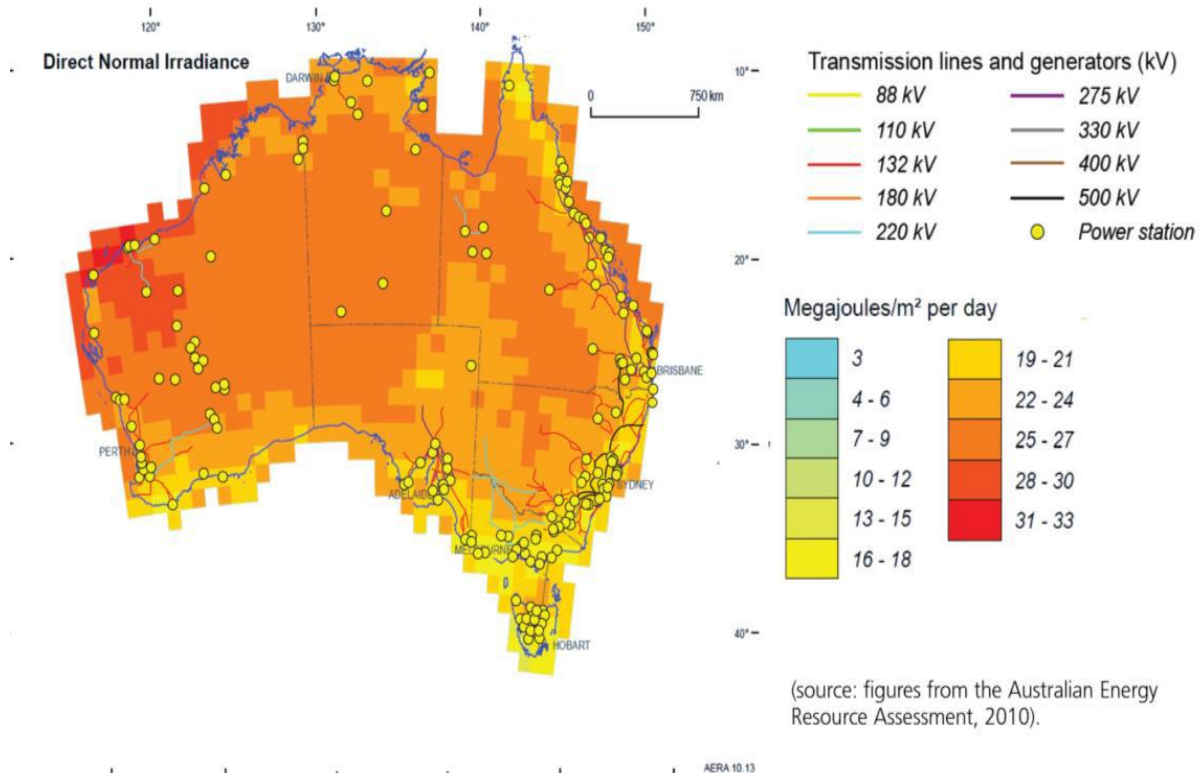 120°
130°
140°
150°
Direct Normal Irradiance
DARWIN
10°
0
750 km
20°
BRISBANE
30°
PERTH
ADELAIDE
SYDNEY
MELBOURNE
40°
HOBART
AERA 10.13
Transmission lines and generators (kV)
88 kV
110 kV
132 kV
180 kV
220 kV
275 kV
330 kV
400 kV
500 kV
Power station
Megajoules/m² per day
3
4 - 6
7 - 9
10 - 12
13 - 15
16 - 18
19 - 21
22 - 24
25 - 27
28 - 30
31 - 33
(source: figures from the Australian Energy
Resource Assessment, 2010).